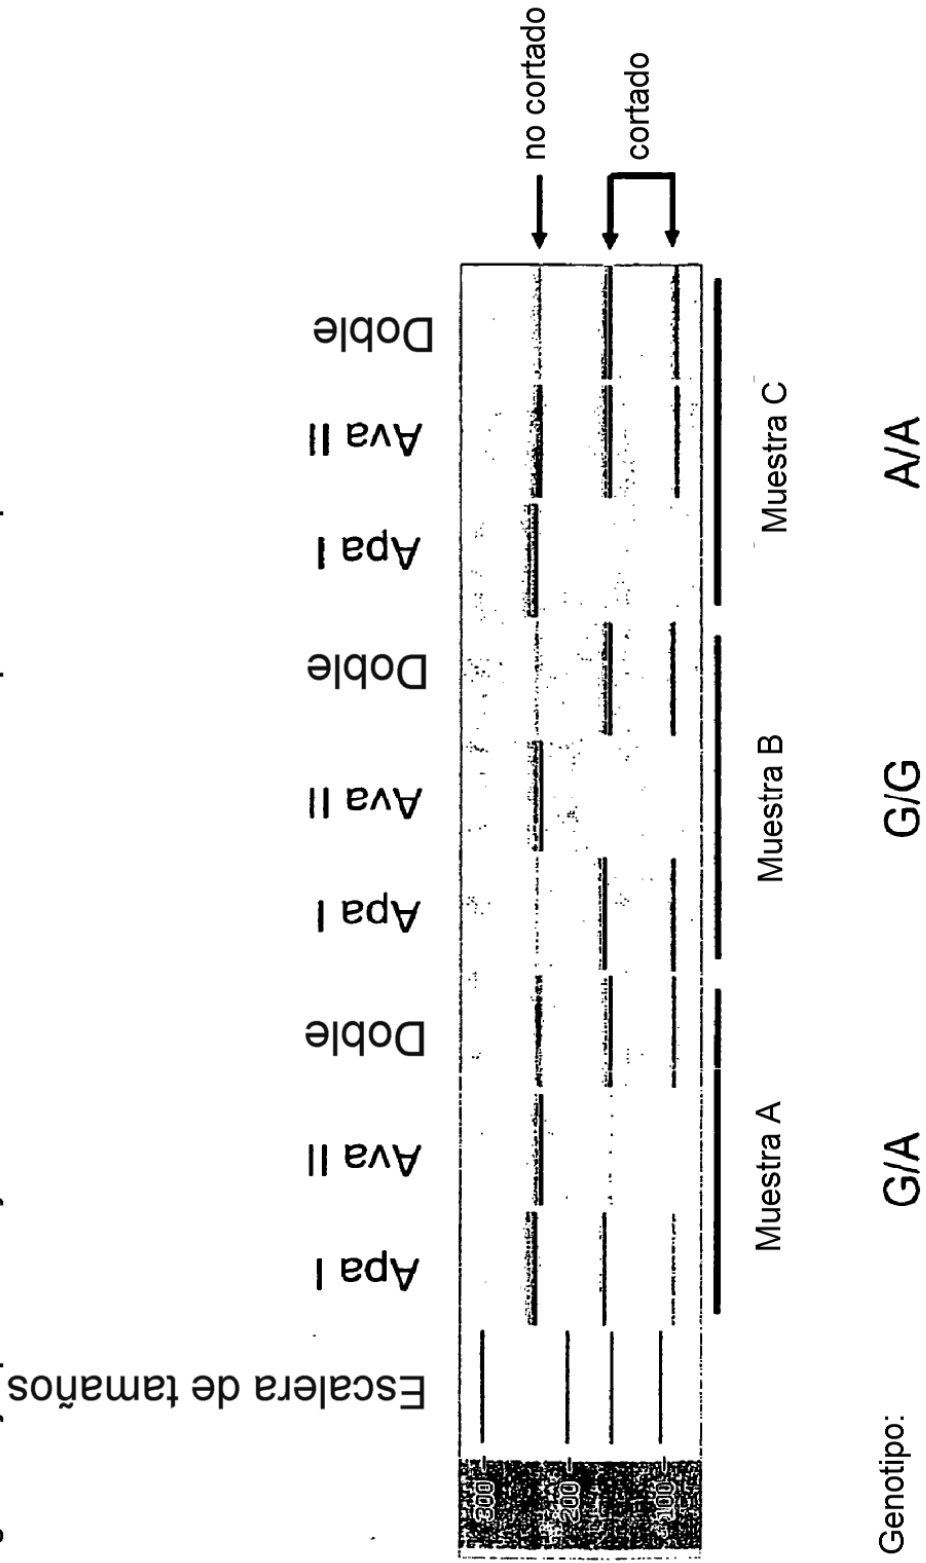 Escalera de tamaños
Apa I
Ava II
Doble
Apa I
Ava II
Doble
Apa I
Ava II
Doble
300
200
100
no cortado
cortado
Muestra A
Muestra B
Muestra C
Genotipo:
G/A
G/G
A/A